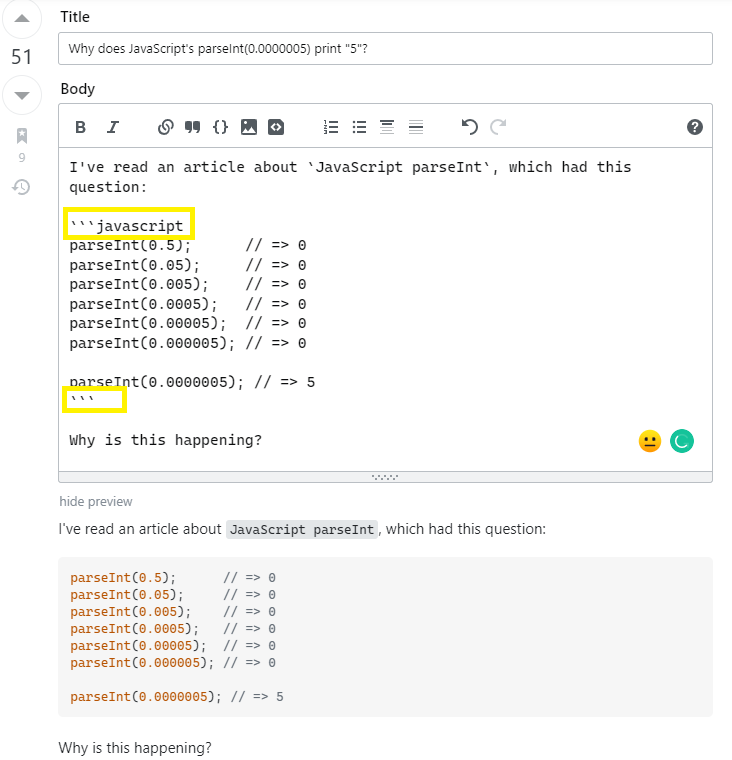 Title
51
Why does JavaScript's parseInt(0.0000005) print "5"?
Body
B I {} ?
9
I've read an article about `JavaScript parseInt`, which had this
question:
```javascript
parseInt(0.5);      // => 0
parseInt(0.05);     // => 0
parseInt(0.005);    // => 0
parseInt(0.0005);   // => 0
parseInt(0.00005);  // => 0
parseInt(0.000005); // => 0
parseInt(0.0000005); // => 5
```
Why is this happening?
hide preview
I've read an article about JavaScript parseInt, which had this question:
parseInt(0.5);      // => 0
parseInt(0.05);     // => 0
parseInt(0.005);    // => 0
parseInt(0.0005);   // => 0
parseInt(0.00005);  // => 0
parseInt(0.000005); // => 0
parseInt(0.0000005); // => 5
Why is this happening?